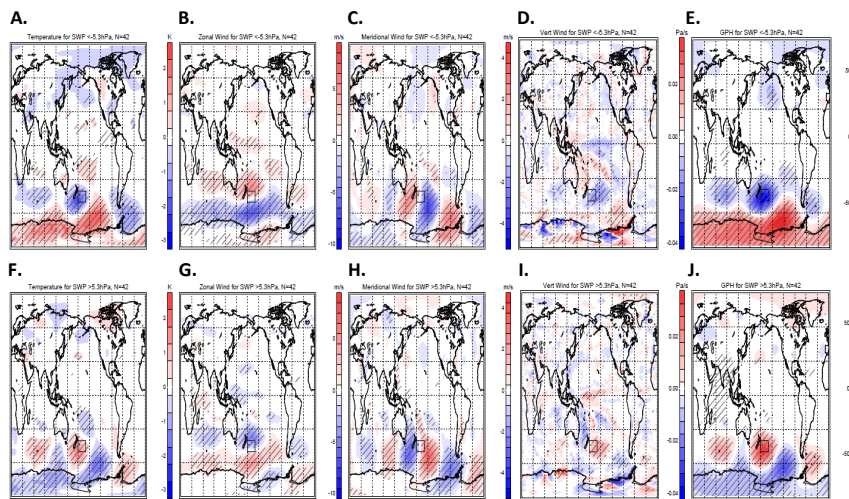 A. B. C. D. E.
Temperature for SWP <-5.3hPa, N=42
K
Zonal Wind for SWP <-5.3hPa, N=42
m/s
Meridional Wind for SWP <-5.3hPa, N=42
m/s
Vert Wind for SWP <-5.3hPa, N=42
Pa/s
GPH for SWP <-5.3hPa, N=42
2
1
0
-1
-2
-3
5
0
-5
-10
4
2
0
-2
-4
0.02
0.00
-0.02
-0.04
50
0
-50
F. G. H. I. J.
Temperature for SWP >5.3hPa, N=42
K
Zonal Wind for SWP >5.3hPa, N=42
m/s
Meridional Wind for SWP >5.3hPa, N=42
m/s
Vert Wind for SWP >5.3hPa, N=42
Pa/s
GPH for SWP >5.3hPa, N=42
2
1
0
-1
-2
-3
5
0
-5
-10
4
2
0
-2
-4
0.02
0.00
-0.02
-0.04
50
0
-50